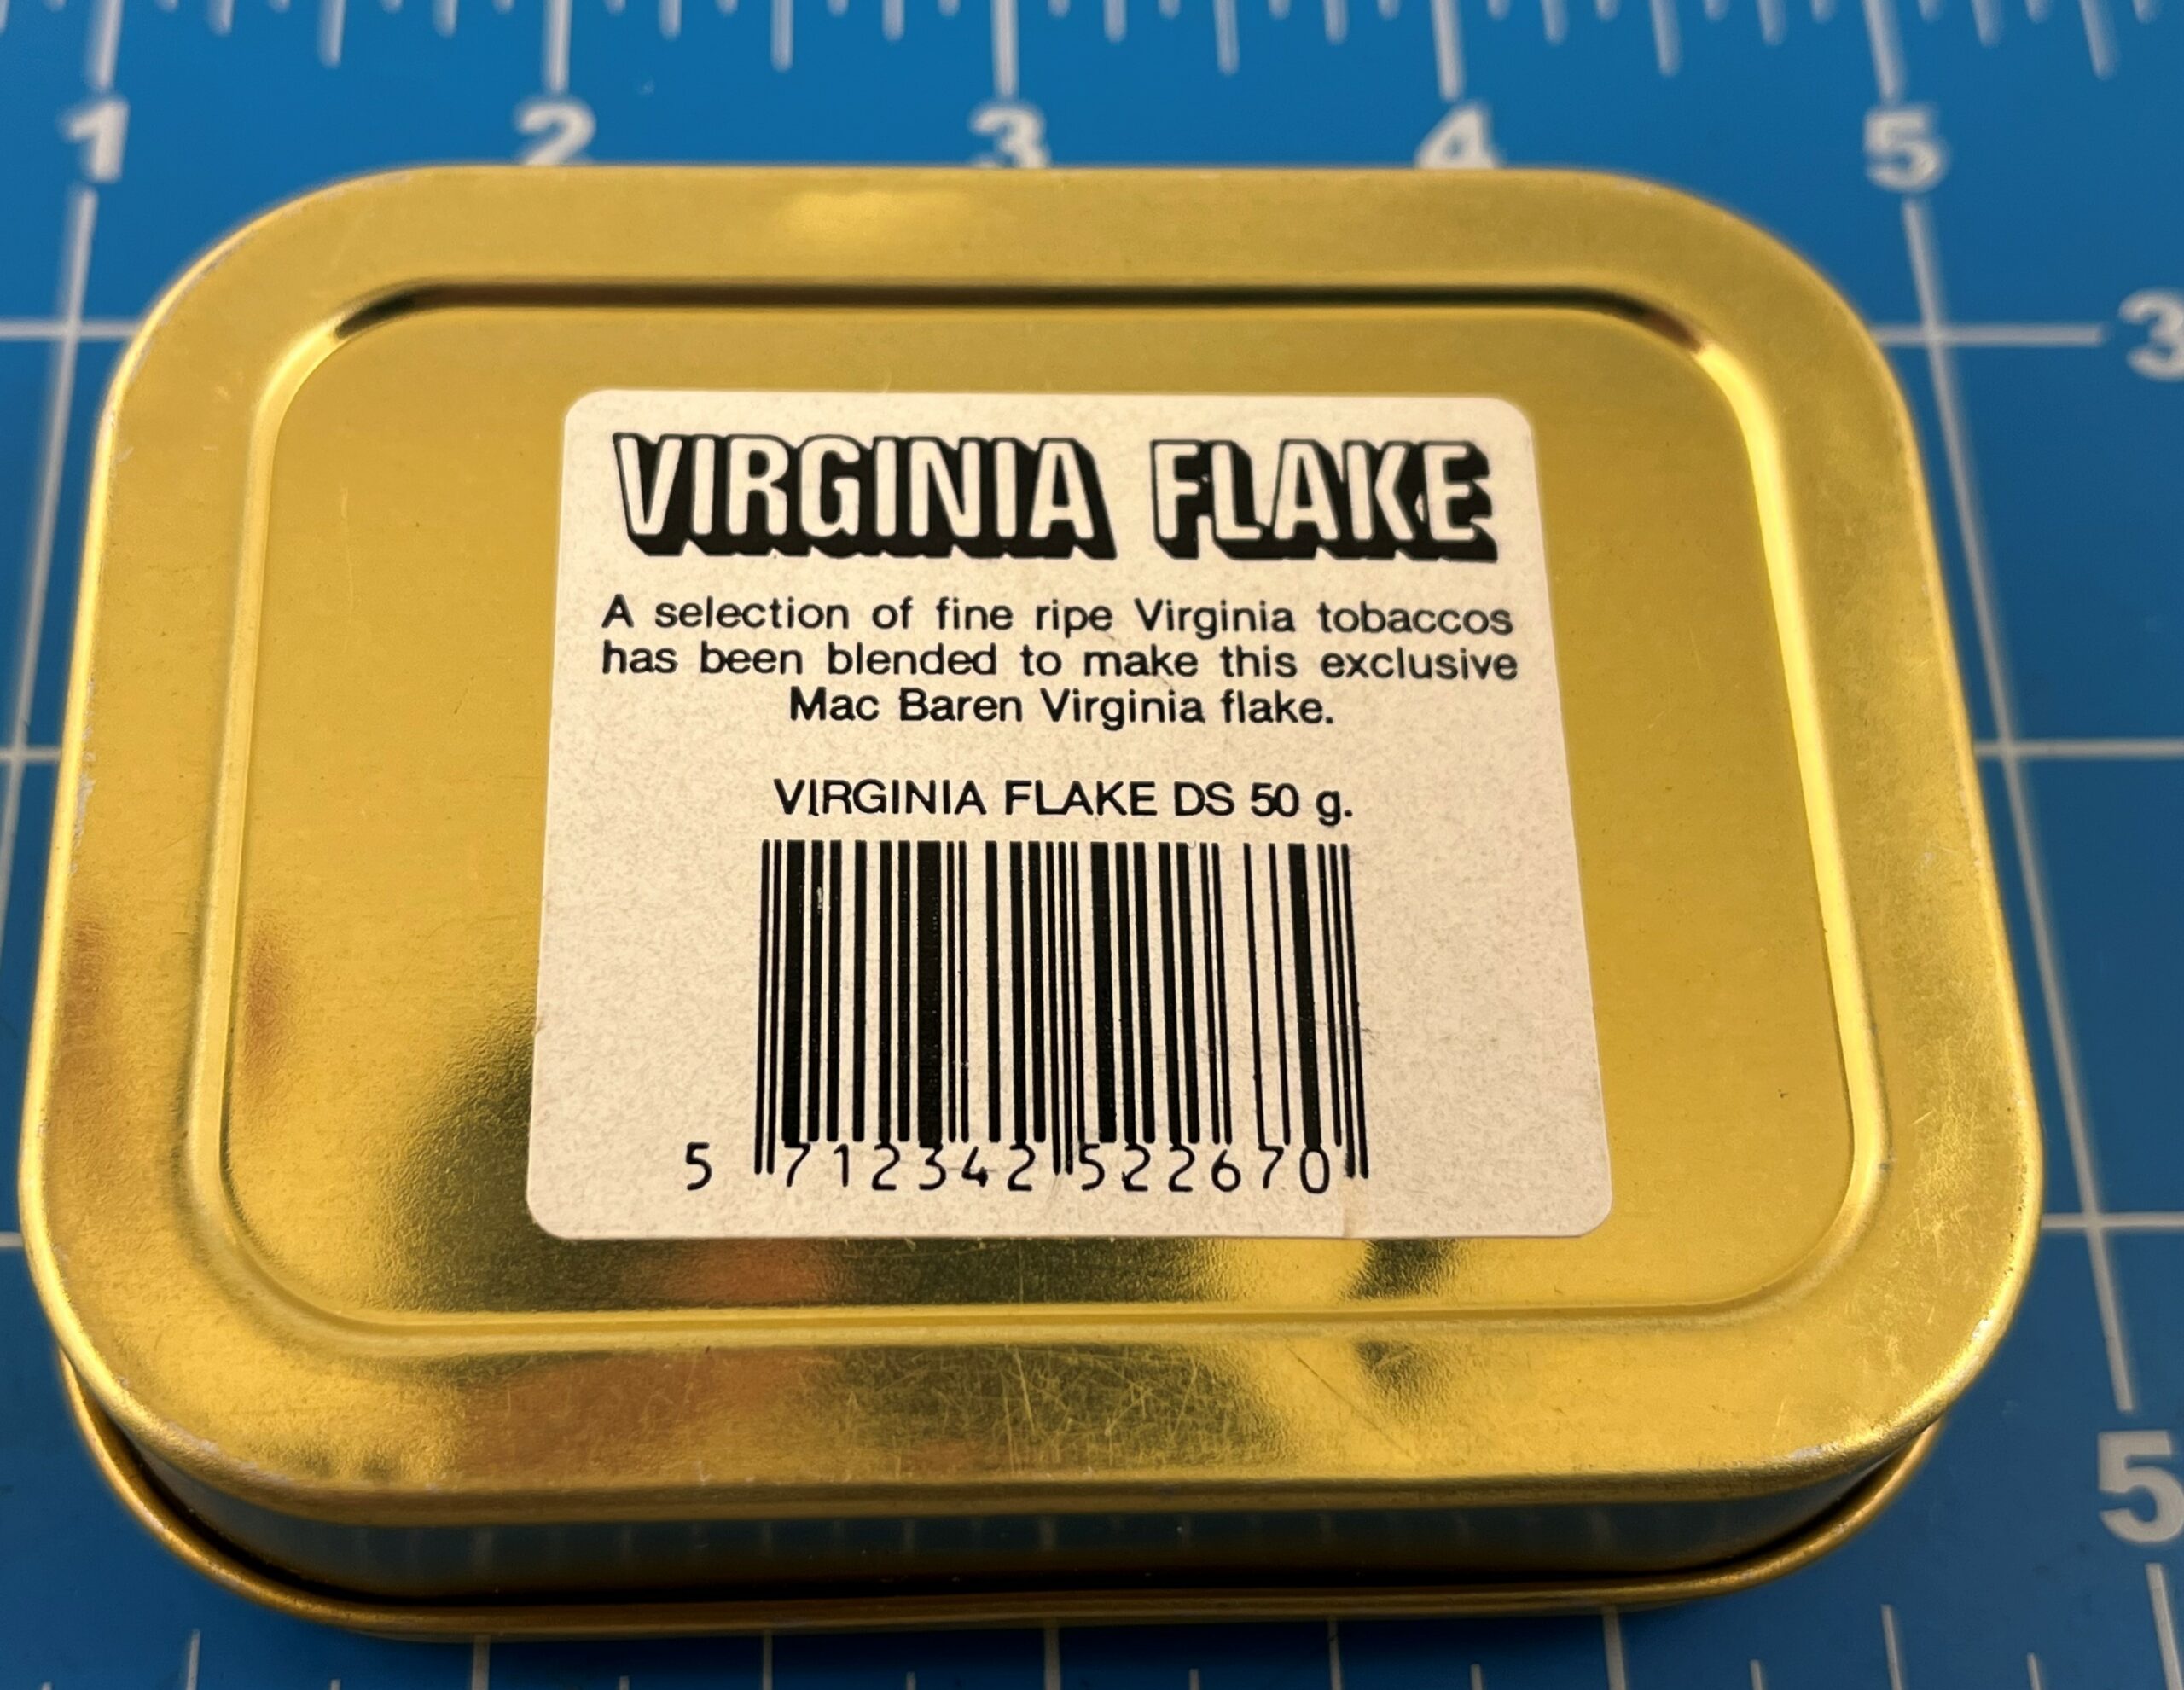 1 2 3 4 5
3
VIRGINIA FLAKE
A selection of fine ripe Virginia tobaccos
has been blended to make this exclusive
Mac Baren Virginia flake.
VIRGINIA FLAKE DS 50 g.
5 712342 522670
5